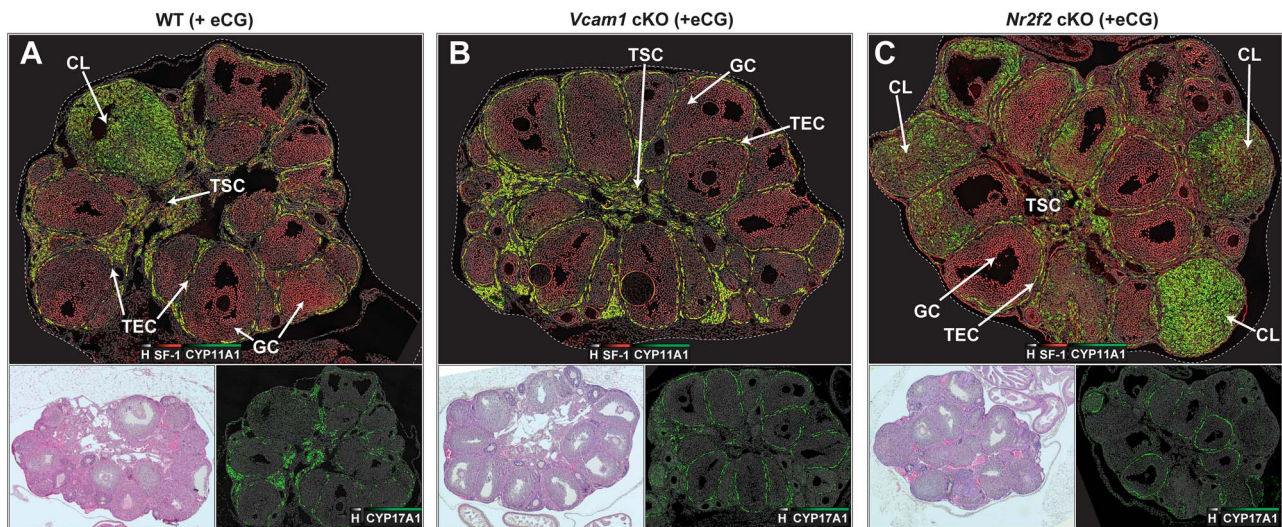 WT (+ eCG)
Vcam1 cKO (+eCG)
Nr2f2 cKO (+eCG)
A
CL
TSC
TEC
GC
H SF-1 CYP11A1
B
TSC
GC
TEC
H SF-1 CYP11A1
C
CL
CL
TSC
GC
TEC
CL
H SF-1 CYP11A1
H CYP17A1
H CYP17A1
H CYP17A1